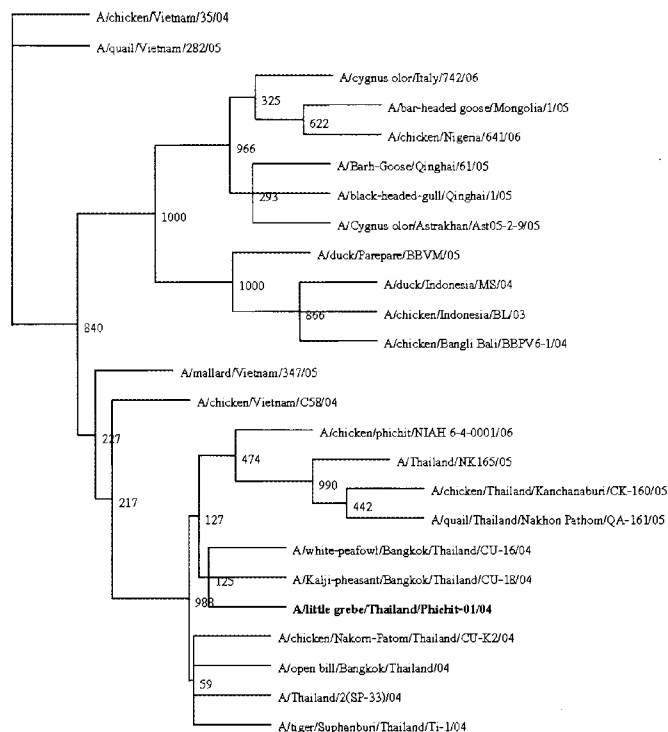 A/chicken/Vietnam/35/04
A/quail/Vietnam/282/05
A/cygnus olor/Italy/742/06
325
A/bar-headed goose/Mongolia/1/05
622
A/chicken/Nigeria/641/06
966
A/Barh-Goose/Qinghai/61/05
293
A/black-headed-gull/Qinghai/1/05
A/Cygnus olor/Astrakhan/Ast05-2-9/05
1000
A/duck/Parepare/BBVM/05
1000
A/duck/Indonesia/MS/04
866
A/chicken/Indonesia/BL/03
A/chicken/Bangli Bali/BBPV6-1/04
840
A/mallard/Vietnam/347/05
A/chicken/Vietnam/C58/04
227
A/chicken/phichit/NIAH 6-4-0001/06
474
A/Thailand/NK165/05
990
A/chicken/Thailand/Kanchanaburi/CK-160/05
442
217
A/quail/Thailand/Nakhon Pathom/QA-161/05
127
A/white-peafowl/Bangkok/Thailand/CU-16/04
125
A/Kalji-pheasant/Bangkok/Thailand/CU-18/04
988
A/little grebe/Thailand/Phichit-01/04
A/chicken/Nakorn-Patom/Thailand/CU-K2/04
A/open bill/Bangkok/Thailand/04
59
A/Thailand/2(SP-33)/04
A/tiger/Suphanburi/Thailand/Ti-1/04